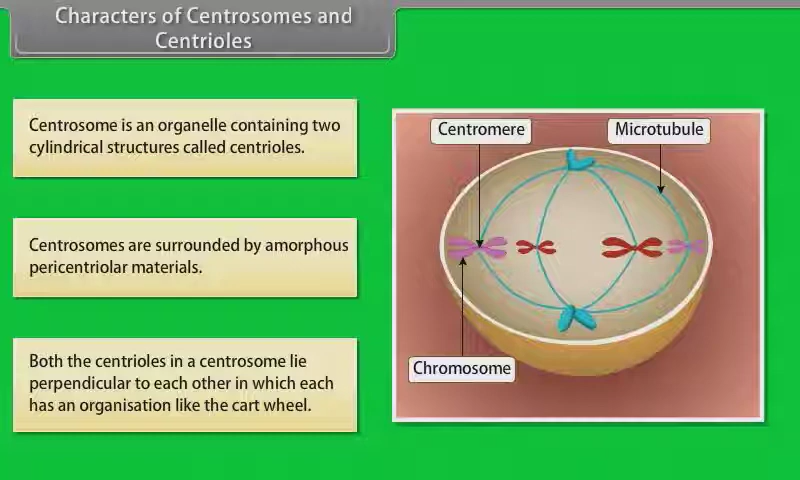 Characters of Centrosomes and
Centrioles
Centrosome is an organelle containing two
cylindrical structures called centrioles.
Centrosomes are surrounded by amorphous
pericentriolar materials.
Both the centrioles in a centrosome lie
perpendicular to each other in which each
has an organisation like the cart wheel.
Centromere
Microtubule
Chromosome